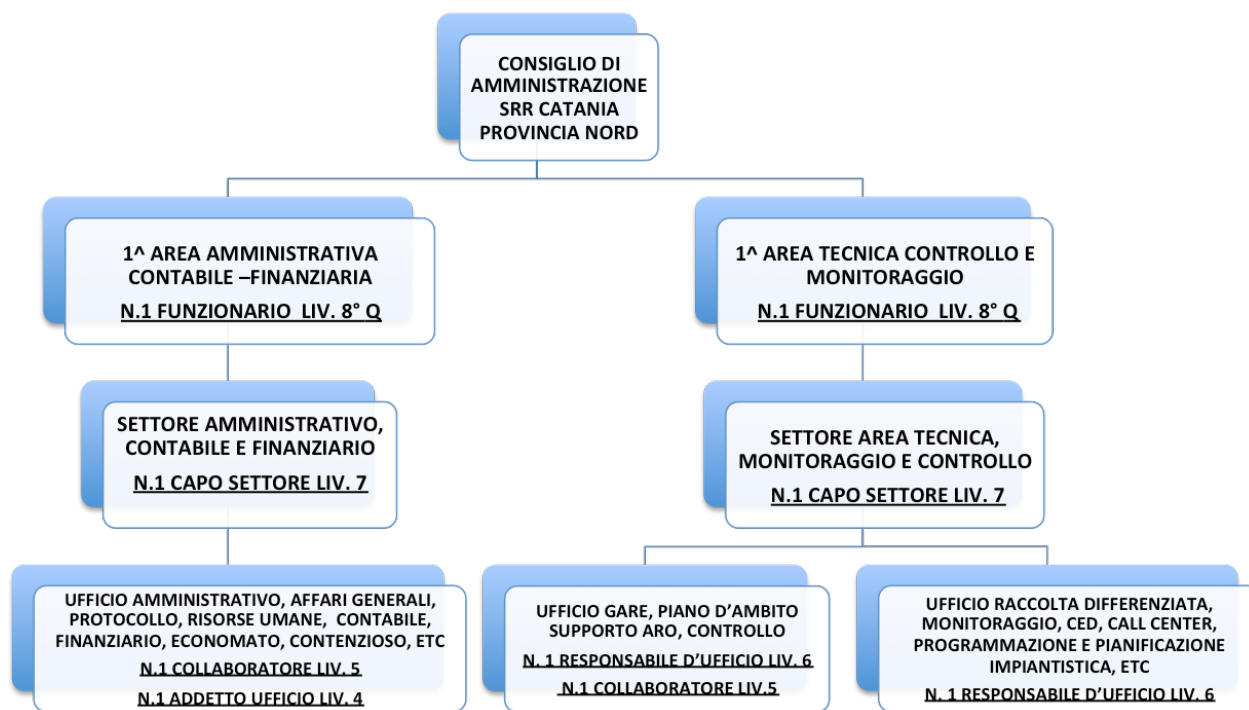 CONSIGLIO DI
AMMINISTRAZIONE
SRR CATANIA
PROVINCIA NORD
1^ AREA AMMINISTRATIVA
CONTABILE –FINANZIARIA
N.1 FUNZIONARIO LIV. 8° Q
1^ AREA TECNICA CONTROLLO E
MONITORAGGIO
N.1 FUNZIONARIO LIV. 8° Q
SETTORE AMMINISTRATIVO,
CONTABILE E FINANZIARIO
N.1 CAPO SETTORE LIV. 7
SETTORE AREA TECNICA,
MONITORAGGIO E CONTROLLO
N.1 CAPO SETTORE LIV. 7
UFFICIO AMMINISTRATIVO, AFFARI GENERALI,
PROTOCOLLO, RISORSE UMANE, CONTABILE,
FINANZIARIO, ECONOMATO, CONTENZIOSO, ETC
N.1 COLLABORATORE LIV. 5
N.1 ADDETTO UFFICIO LIV. 4
UFFICIO GARE, PIANO D'AMBITO
SUPPORTO ARO, CONTROLLO
N. 1 RESPONSABILE D'UFFICIO LIV. 6
N.1 COLLABORATORE LIV.5
UFFICIO RACCOLTA DIFFERENZIATA,
MONITORAGGIO, CED, CALL CENTER,
PROGRAMMAZIONE E PIANIFICAZIONE
IMPIANTISTICA, ETC
N. 1 RESPONSABILE D'UFFICIO LIV. 6